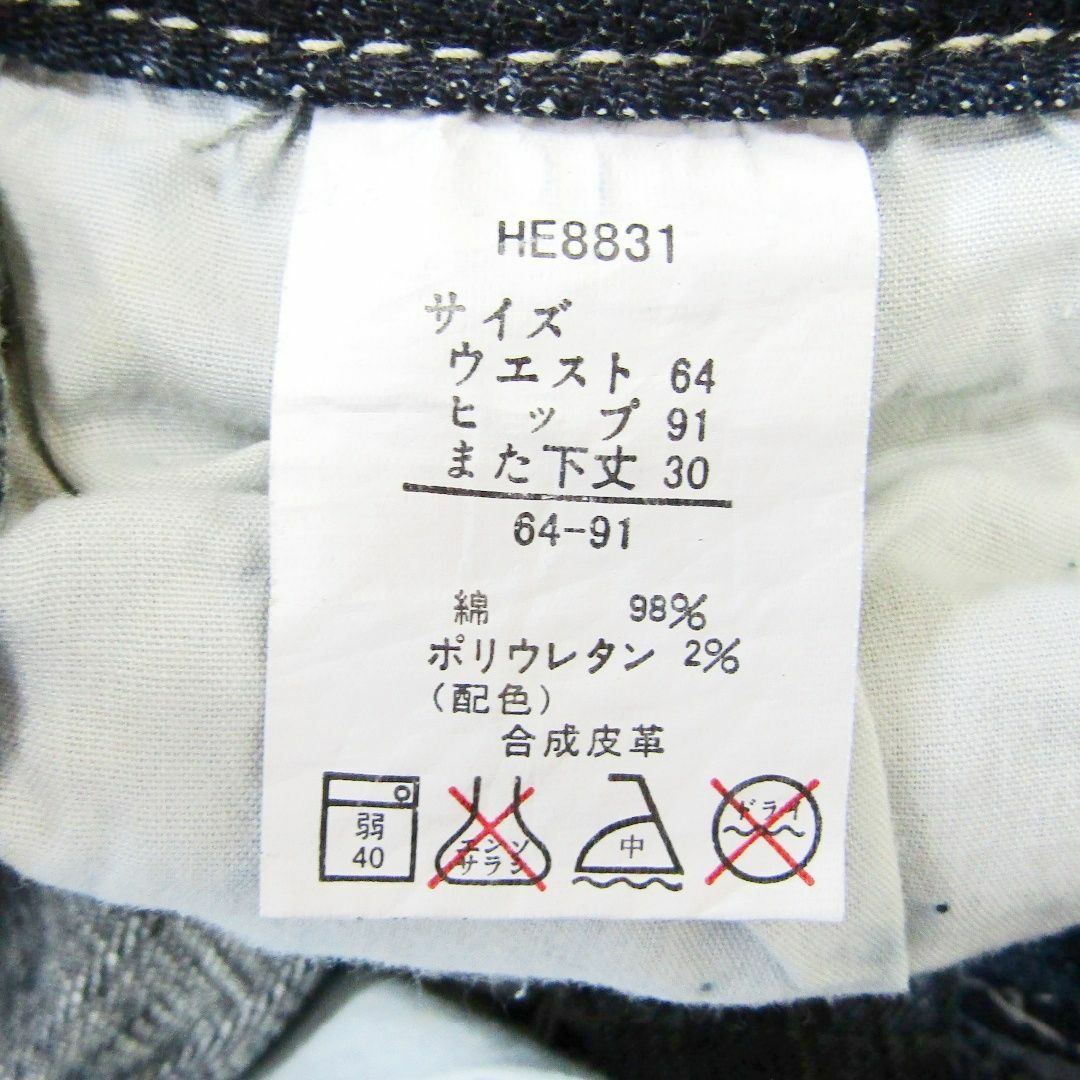 HE8831
サイズ
ウエスト 64
ヒップ 91
また下丈 30
64-91
綿 98%
ポリウレタン 2%
(配色)
合成皮革
弱
40
エンソ
サラシ
中
ドライ